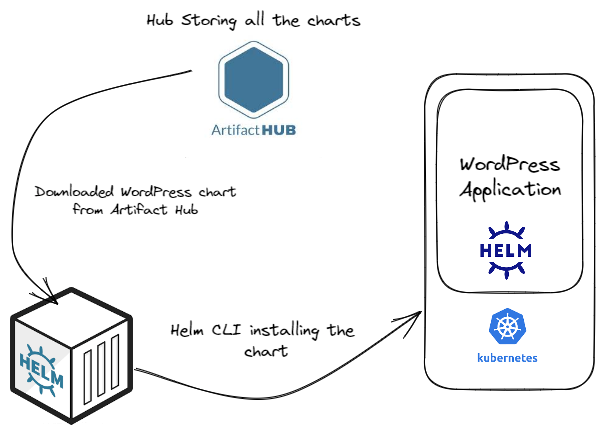 Hub Storing all the charts
ArtifactHUB
Downloaded WordPress chart
from Artifact Hub
WordPress
Application
HELM
kubernetes
Helm CLI installing the
chart
HELM